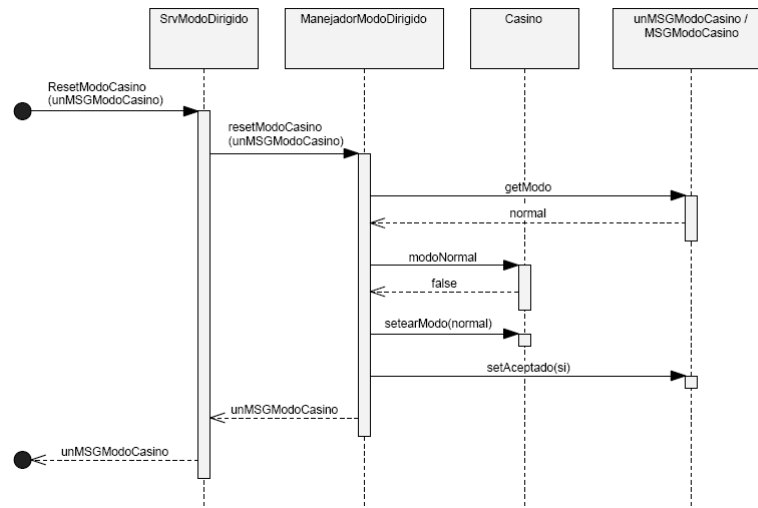 SrvModoDirigido
ManejadorModoDirigido
Casino
unMSGModoCasino /
MSGModoCasino
ResetModoCasino
(unMSGModoCasino)
resetModoCasino
(unMSGModoCasino)
getModo
normal
modoNormal
false
setearModo(normal)
setAceptado(si)
unMSGModoCasino
unMSGModoCasino